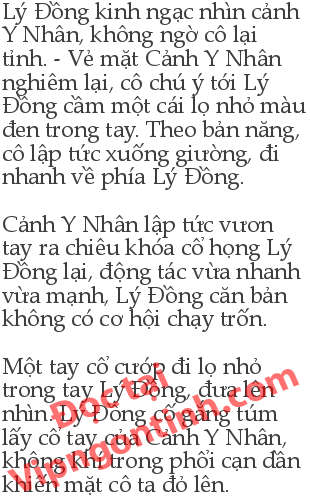 Lý Đồng kinh ngạc nhìn cảnh
Y Nhân, không ngờ cô lại
tỉnh. - Vẻ mặt Cảnh Y Nhân
nghiêm lại, cô chú ý tới Lý
Đồng cầm một cái lọ nhỏ màu
đen trong tay. Theo bản năng,
cô lập tức xuống giường, đi
nhanh về phía Lý Đồng.
Cảnh Y Nhân lập tức vươn
tay ra chiêu khóa cổ họng Lý
Đồng lại, động tác vừa nhanh
vừa mạnh, Lý Đồng căn bản
không có cơ hội chạy trốn.
Một tay cổ cướp đi lọ nhỏ
trong tay Lý Đồng, đưa lên
nhìn. Lý Đồng cố gắng túm
lấy cổ tay của Cảnh Y Nhân,
không khí trong phổi cạn dần
khiến mặt cô ta đỏ lên.
Đọc tại
Vipngontinh.com